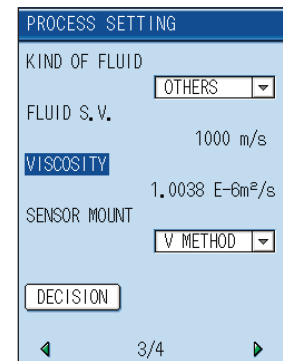 PROCESS SETTING
KIND OF FLUID
OTHERS
FLUID S.V.
1000 m/s
VISCOSITY
1.0038 E-6m²/s
SENSOR MOUNT
V METHOD
DECISION
3/4